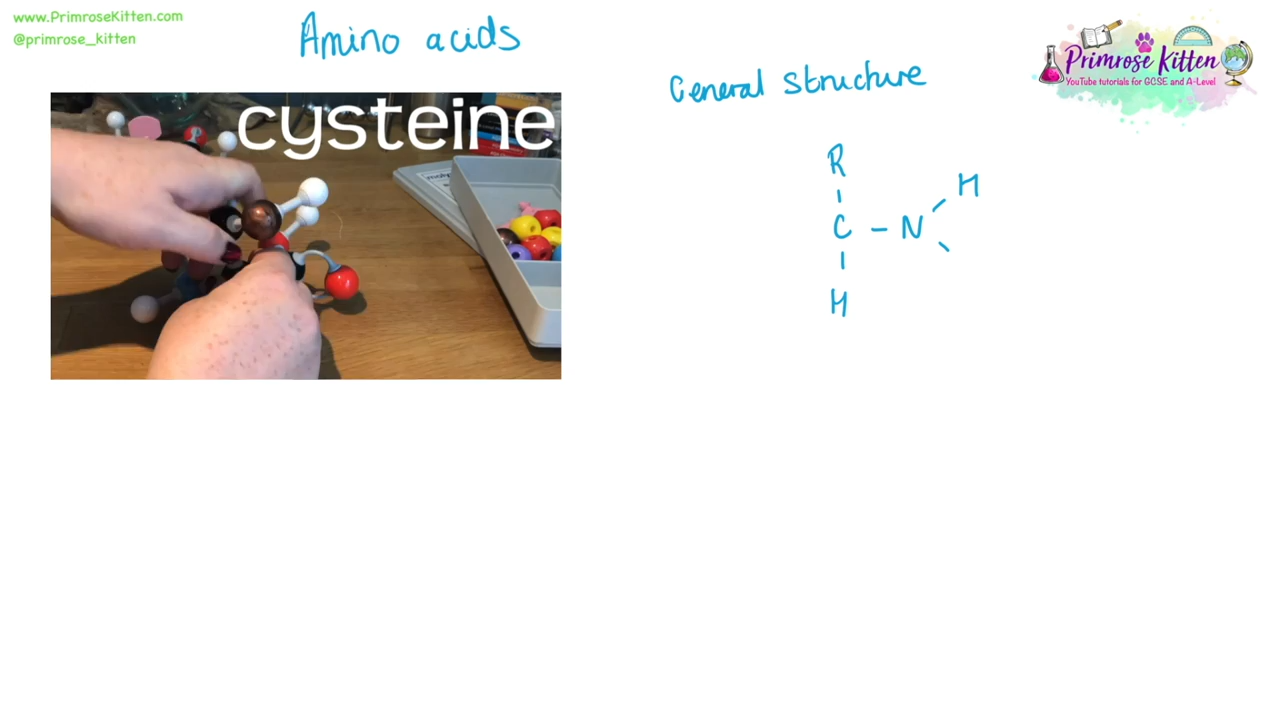 www.PrimroseKitten.com
@primrose_kitten
Amino acids
Primrose Kitten
YouTube tutorials for GCSE and A-Level
General structure
cysteine
R
H
C - N
H